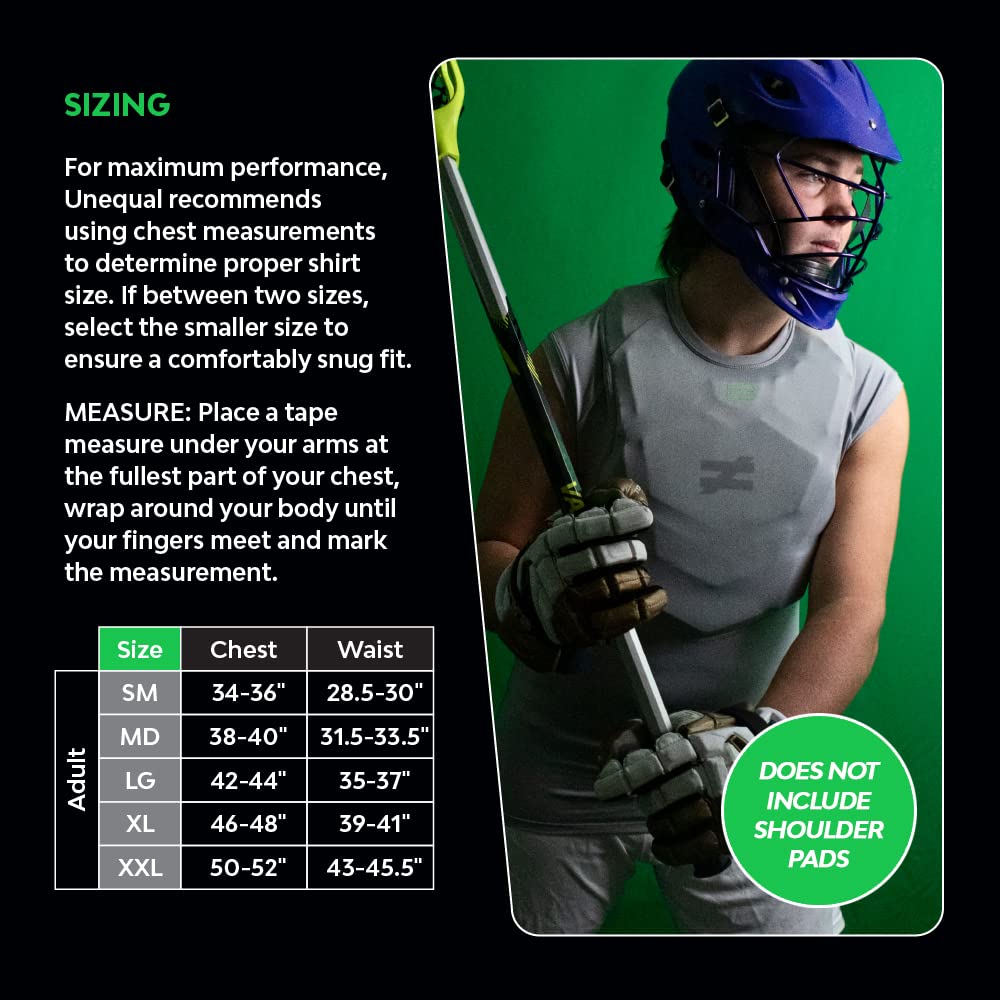 SIZING
For maximum performance,
Unequal recommends
using chest measurements
to determine proper shirt
size. If between two sizes,
select the smaller size to
ensure a comfortably snug fit.
MEASURE: Place a tape
measure under your arms at
the fullest part of your chest,
wrap around your body until
your fingers meet and mark
the measurement.
Size Chest Waist
Adult
SM 34-36" 28.5-30"
MD 38-40" 31.5-33.5"
LG 42-44" 35-37"
XL 46-48" 39-41"
XXL 50-52" 43-45.5"
DOES NOT
INCLUDE
SHOULDER
PADS